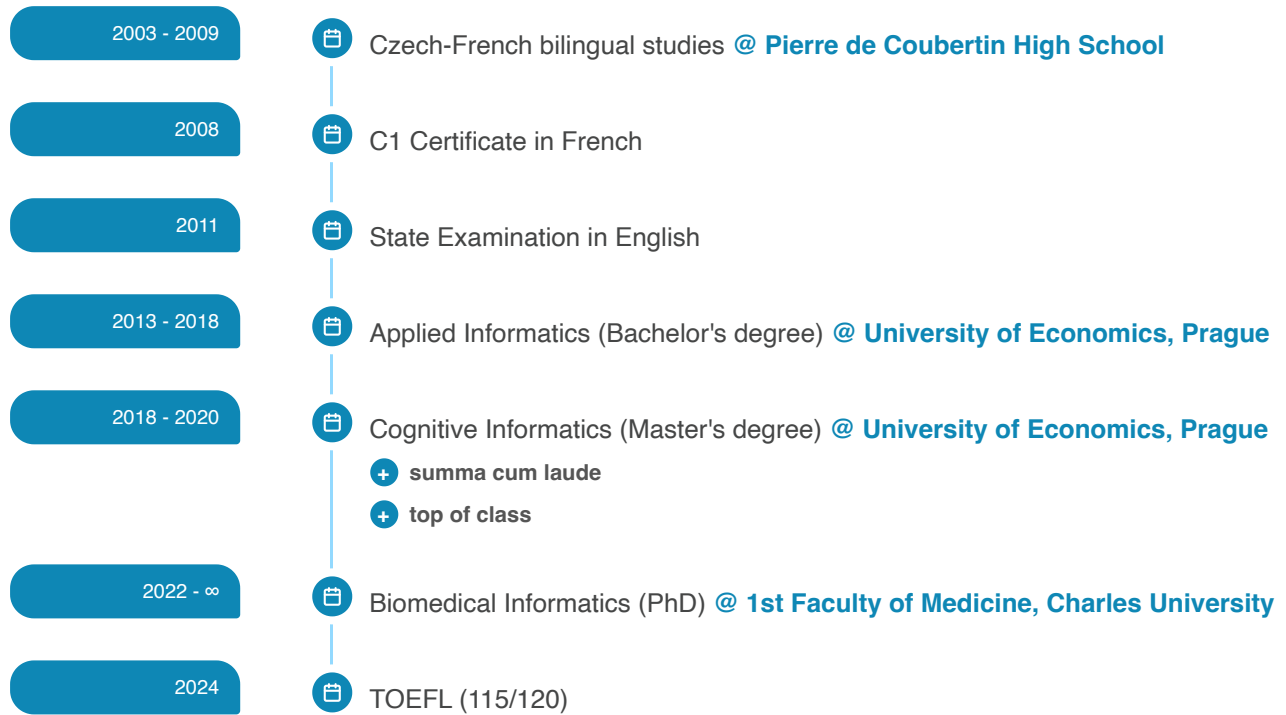 2003 - 2009
Czech-French bilingual studies @ Pierre de Coubertin High School
2008
C1 Certificate in French
2011
State Examination in English
2013 - 2018
Applied Informatics (Bachelor's degree) @ University of Economics, Prague
2018 - 2020
Cognitive Informatics (Master's degree) @ University of Economics, Prague
+ summa cum laude
+ top of class
2022 - ∞
Biomedical Informatics (PhD) @ 1st Faculty of Medicine, Charles University
2024
TOEFL (115/120)